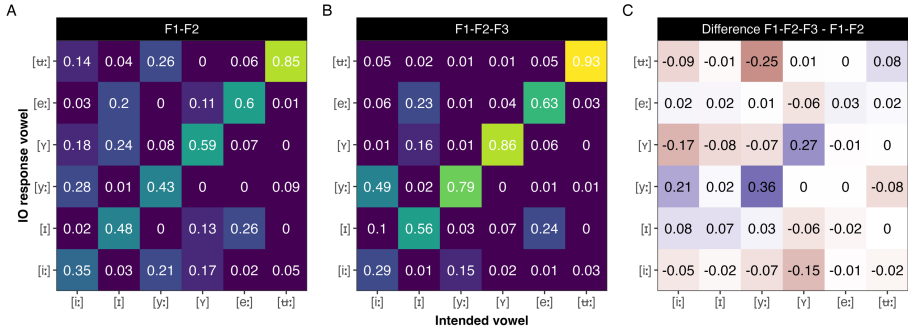 A B C
F1-F2 F1-F2-F3 Difference F1-F2-F3 - F1-F2
IO response vowel
[ʉː] 0.14 0.04 0.26 0 0.06 0.85 0.05 0.02 0.01 0.01 0.05 0.93 -0.09 -0.01 -0.25 0.01 0 0.08
[eː] 0.03 0.2 0 0.11 0.6 0.01 0.06 0.23 0.01 0.04 0.63 0.03 0.02 0.02 0.01 -0.06 0.03 0.02
[ʏ] 0.18 0.24 0.08 0.59 0.07 0 0 0.16 0.01 0.86 0.06 0 -0.17 -0.08 -0.07 0.27 -0.01 0
[yː] 0.28 0.01 0.43 0 0 0.09 0.49 0.02 0.79 0 0.01 0.01 0.21 0.02 0.36 0 0 -0.08
[ɪ] 0.02 0.48 0 0.13 0.26 0 0.1 0.56 0.03 0.07 0.24 0 0.08 0.07 0.03 -0.06 -0.02 0
[iː] 0.35 0.03 0.21 0.17 0.02 0.05 0.29 0.01 0.15 0.02 0.01 0.03 -0.05 -0.02 -0.07 -0.15 -0.01 -0.02
[iː] [ɪ] [yː] [ʏ] [eː] [ʉː] [iː] [ɪ] [yː] [ʏ] [eː] [ʉː] [iː] [ɪ] [yː] [ʏ] [eː] [ʉː]
Intended vowel